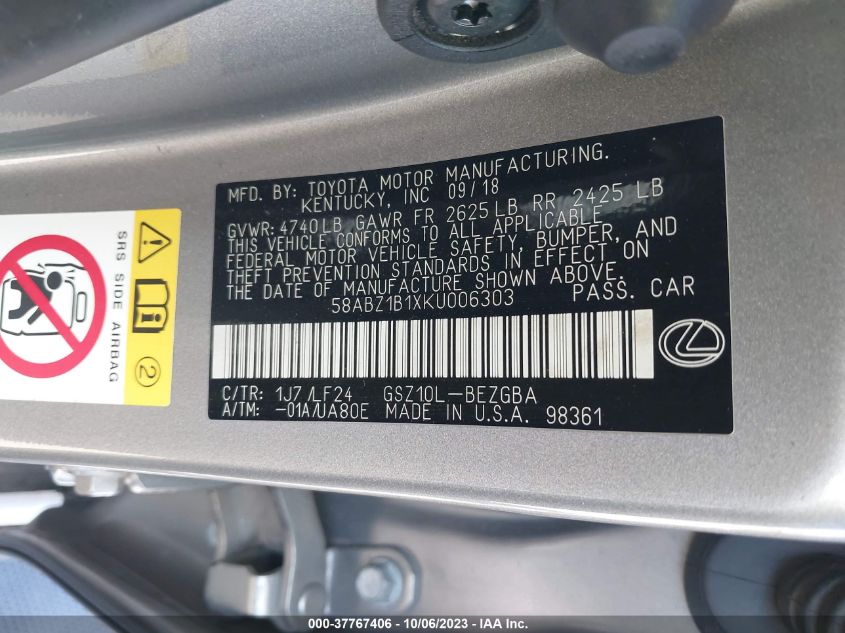 MFD. BY: TOYOTA MOTOR MANUFACTURING.
KENTUCKY, INC 09/18
GVWR: 4740LB, GAWR FR 2625LB RR 2425 LB
THIS VEHICLE CONFORMS TO ALL APPLICABLE
FEDERAL MOTOR VEHICLE SAFETY, BUMPER, AND
THEFT PREVENTION STANDARDS IN EFFECT ON
THE DATE OF MANUFACTURE SHOWN ABOVE.
58ABZ1B1XKU006303 PASS. CAR
C/TR: 1J7/LF24 GSZ10L-BEZGBA
A/TM: -01A/UA80E MADE IN U.S.A. 98361
SRS SIDE AIRBAG
2
000-37767406 - 10/06/2023 - IAA Inc.